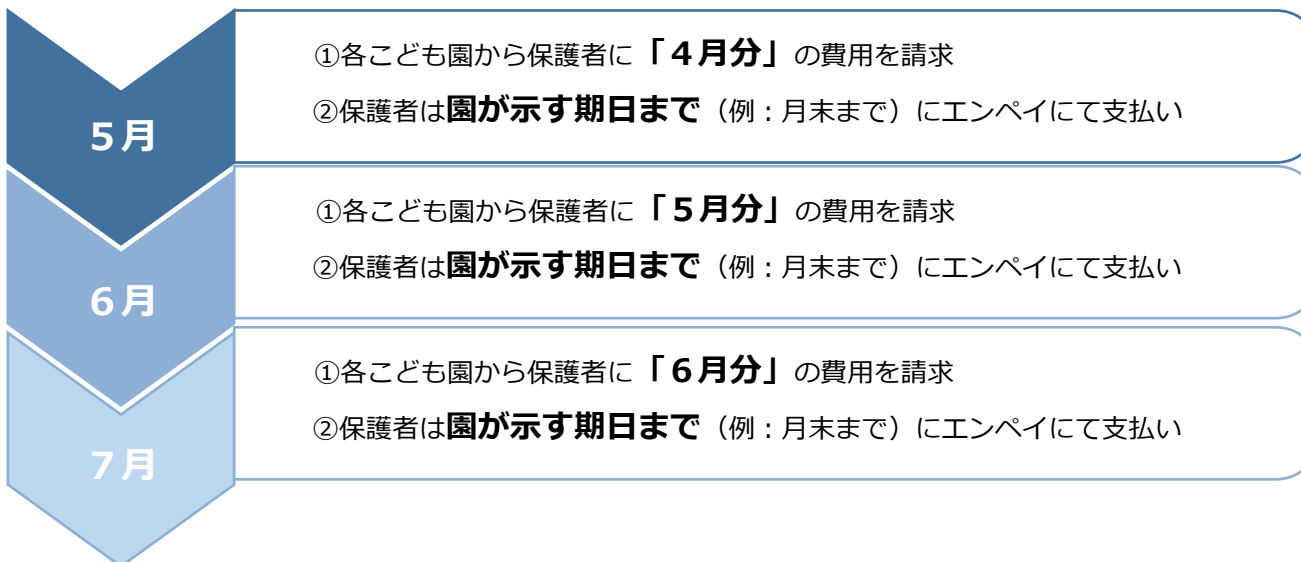 5月
①各こども園から保護者に「4月分」の費用を請求
②保護者は園が示す期日まで（例：月末まで）にエンペイにて支払い
6月
①各こども園から保護者に「5月分」の費用を請求
②保護者は園が示す期日まで（例：月末まで）にエンペイにて支払い
7月
①各こども園から保護者に「6月分」の費用を請求
②保護者は園が示す期日まで（例：月末まで）にエンペイにて支払い